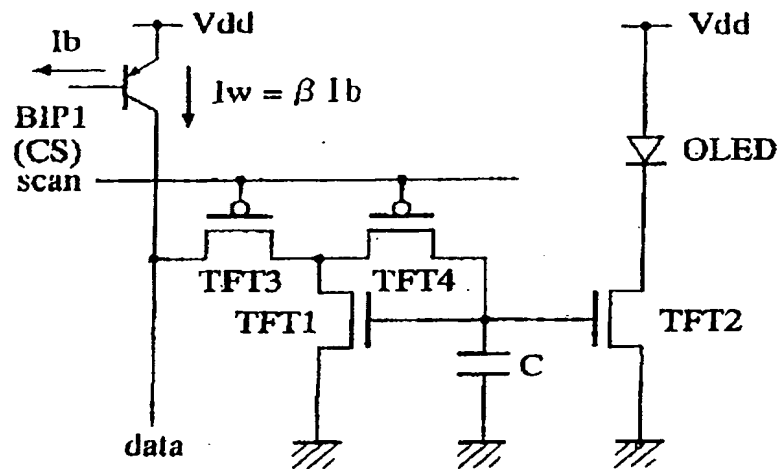 Vdd
Vdd
Ib
Iw = β Ib
BIP1
(CS)
scan
OLED
TFT3
TFT4
TFT1
TFT2
C
data